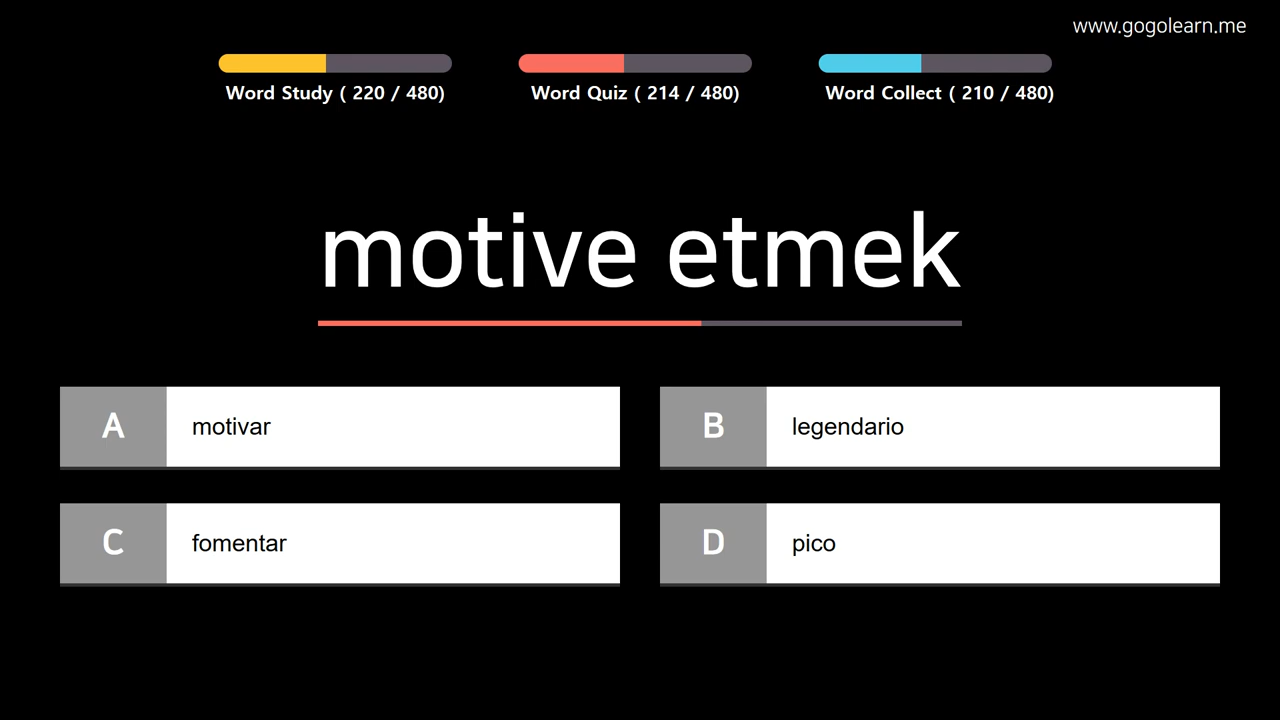 www.gogolearn.me
Word Study ( 220 / 480)
Word Quiz ( 214 / 480)
Word Collect ( 210 / 480)
motive etmek
A motivar
B legendario
C fomentar
D pico